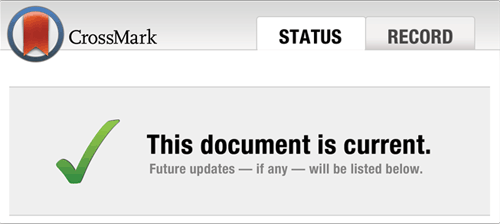 CrossMark
STATUS
RECORD
This document is current.
Future updates — if any — will be listed below.